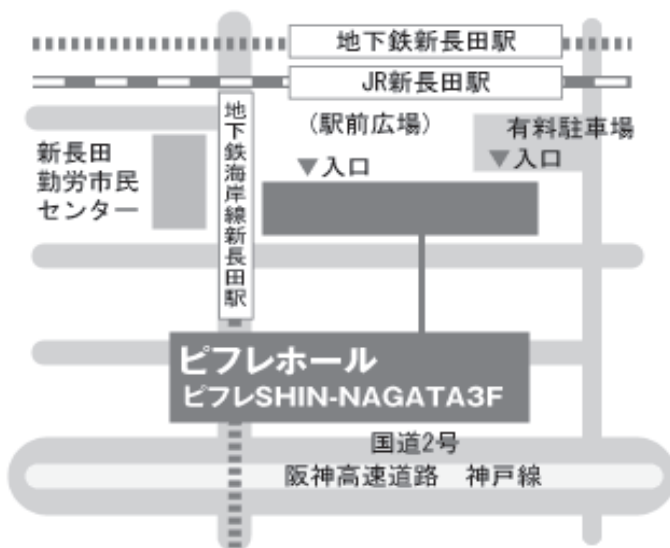 地下鉄新長田駅
JR新長田駅
(駅前広場)
有料駐車場
▼入口
▼入口
新長田
勤労市民
センター
地下鉄海岸線新長田駅
ピフレホール
ピフレSHIN-NAGATA3F
国道2号
阪神高速道路 神戸線